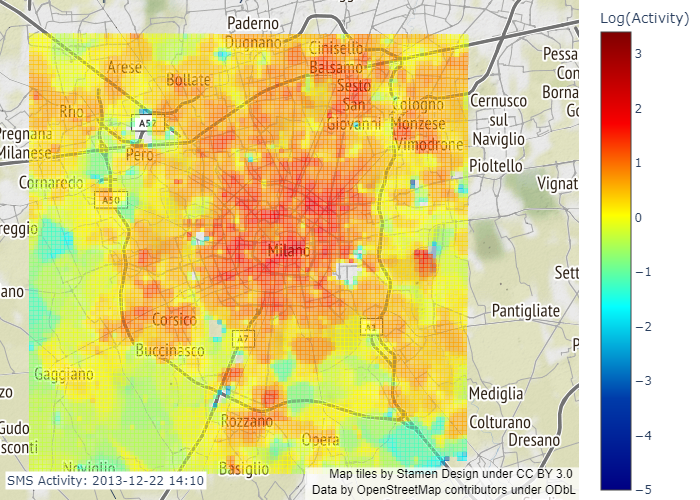 Paderno
Dugnano
Cinisello
Balsamo
Arese
Bollate
Sesto
San
Giovanni
Pessa
Con
Borna
Go
Rho
A52
Cologno
Monzese
Vimodrone
Cernusco
sul
Naviglio
Pregnana
Milanese
Pero
Pioltello
Cornaredo
A50
Vignat
reggio
Milano
Sett
ano
Corsico
A7
A1
Pantigliate
Buccinasco
P
Gaggiano
zo
Mediglia
Gudo
sconti
Rozzano
Opera
Colturano
Dresano
Noviglio
Basiglio
SMS Activity: 2013-12-22 14:10
Map tiles by Stamen Design under CC BY 3.0
Data by OpenStreetMap contributors under ODbL
Log(Activity)
3
2
1
0
−1
−2
−3
−4
−5